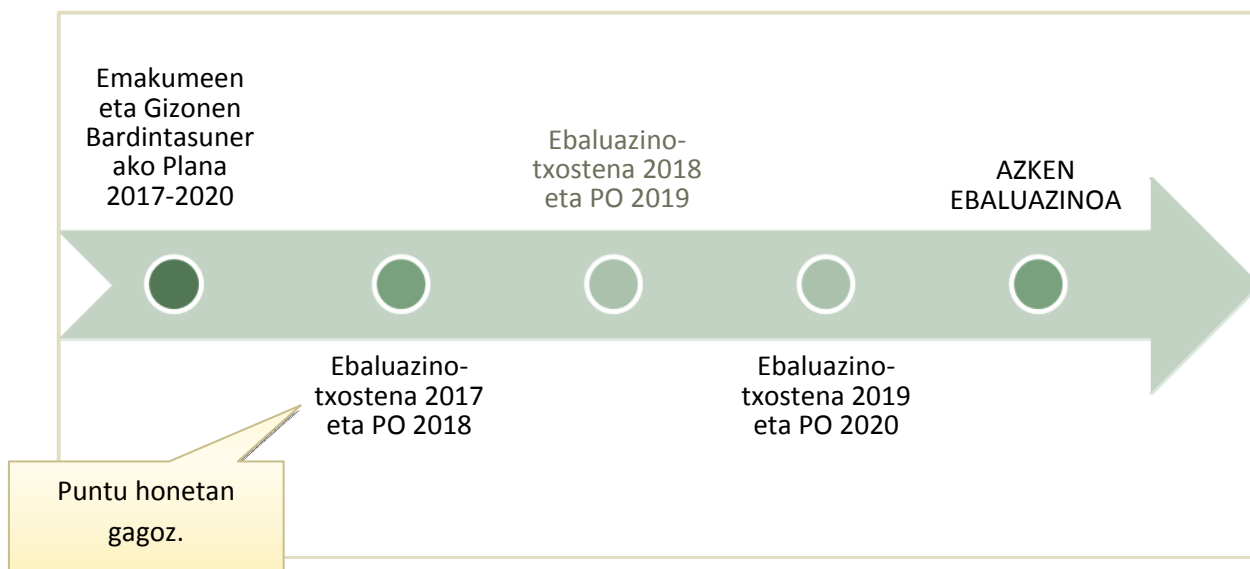 Emakumeen
eta Gizonen
Bardintasuner
ako Plana
2017-2020
Ebaluazino-
txostena 2017
eta PO 2018
Ebaluazino-
txostena 2018
eta PO 2019
Ebaluazino-
txostena 2019
eta PO 2020
AZKEN
EBALUAZINOA
Puntu honetan
gagoz.